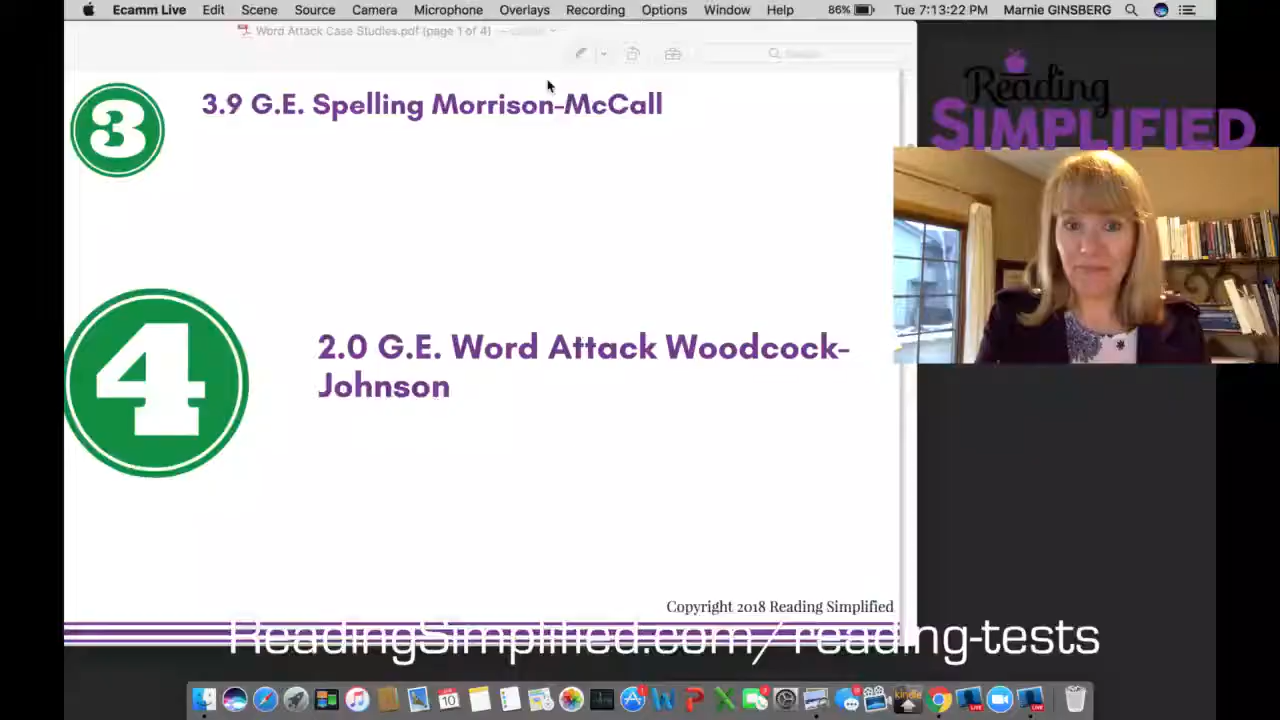 Ecamm Live Edit Scene Source Camera Microphone Overlays Recording Options Window Help 86% Tue 7:13:22 PM Marnie GINSBERG
Word Attack Case Studies.pdf (page 1 of 4)
Search
3
3.9 G.E. Spelling Morrison-McCall
Reading
SIMPLIFIED
4
2.0 G.E. Word Attack Woodcock-
Johnson
Copyright 2018 Reading Simplified
ReadingSimplified.com/reading-tests